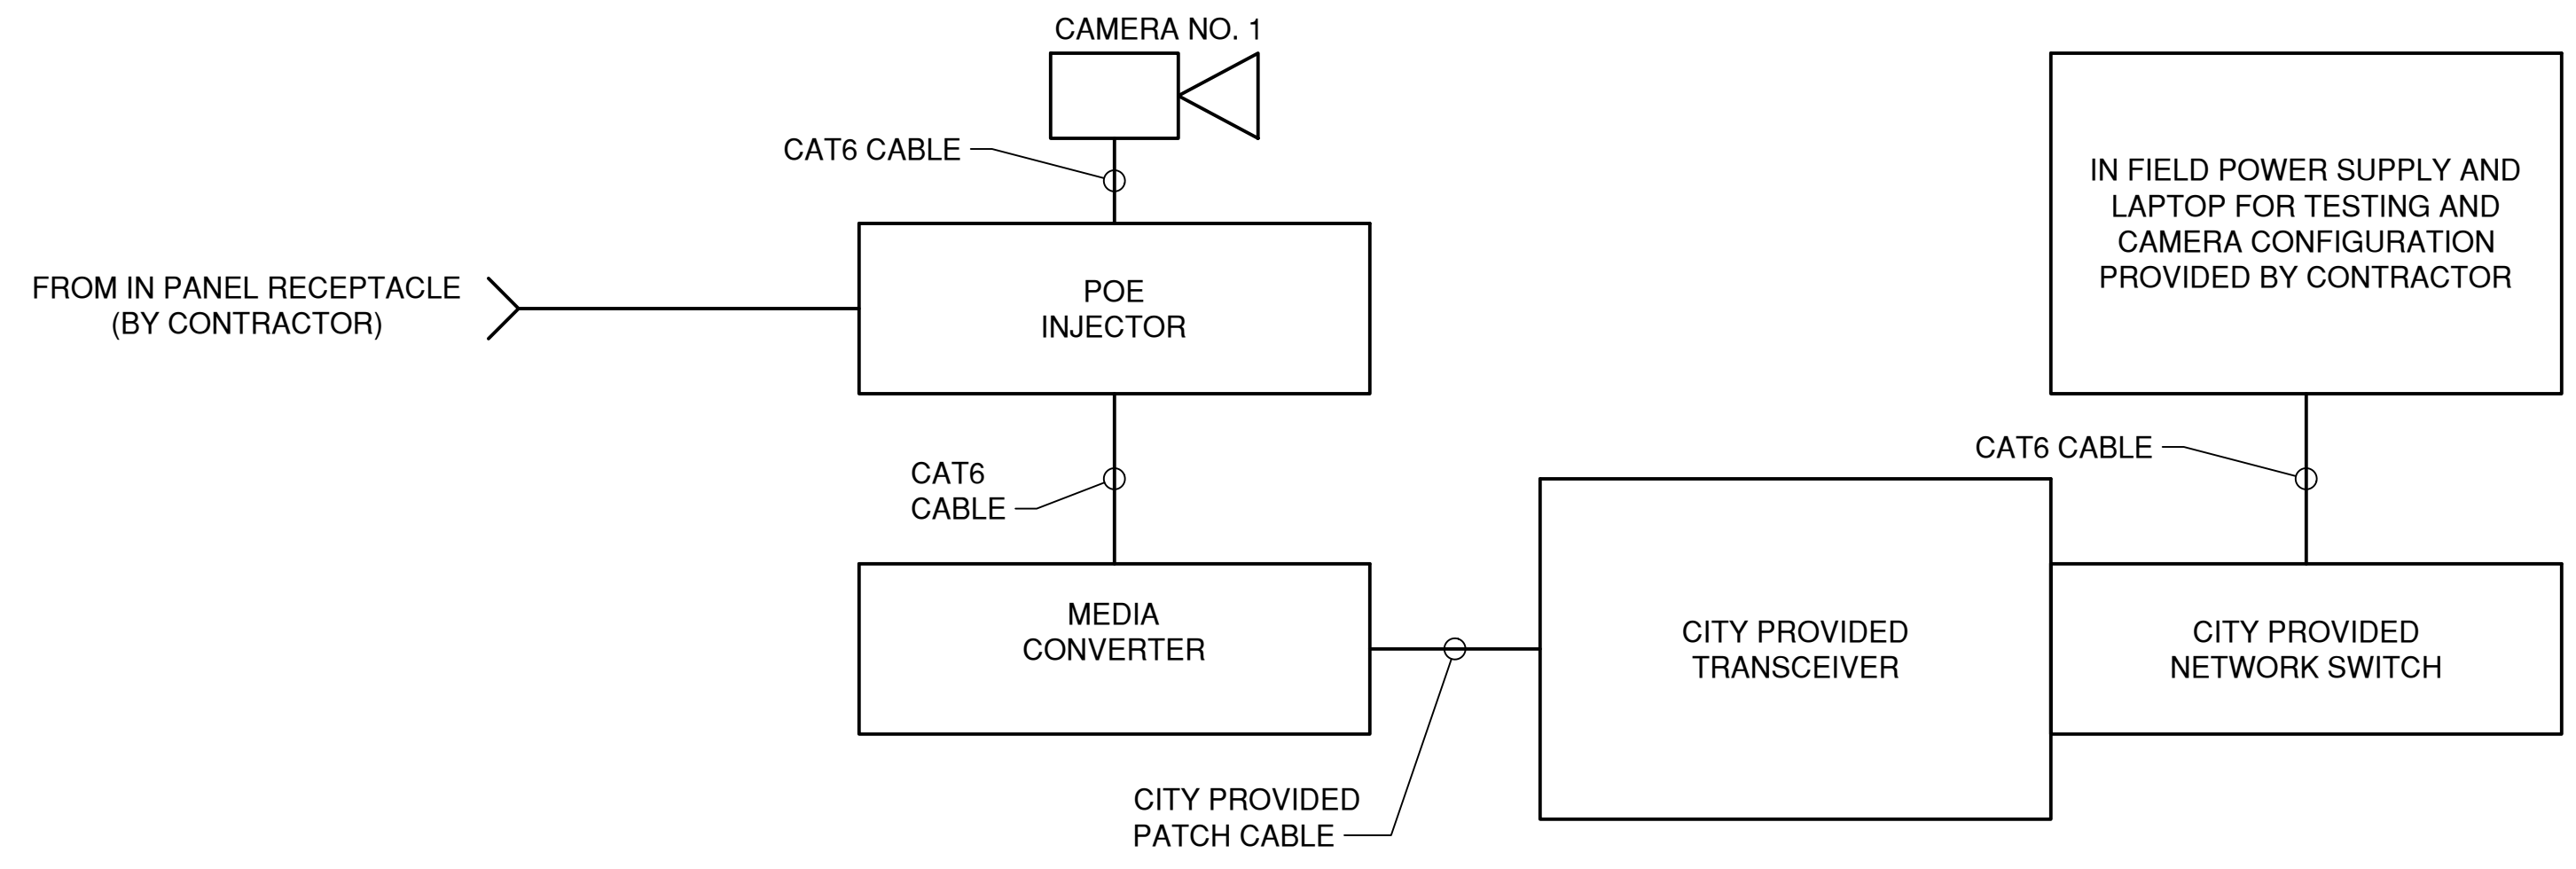 CAMERA NO. 1
CAT6 CABLE
IN FIELD POWER SUPPLY AND
LAPTOP FOR TESTING AND
CAMERA CONFIGURATION
PROVIDED BY CONTRACTOR
FROM IN PANEL RECEPTACLE
(BY CONTRACTOR)
POE
INJECTOR
CAT6 CABLE
CAT6
CABLE
MEDIA
CONVERTER
CITY PROVIDED
TRANSCEIVER
CITY PROVIDED
NETWORK SWITCH
CITY PROVIDED
PATCH CABLE